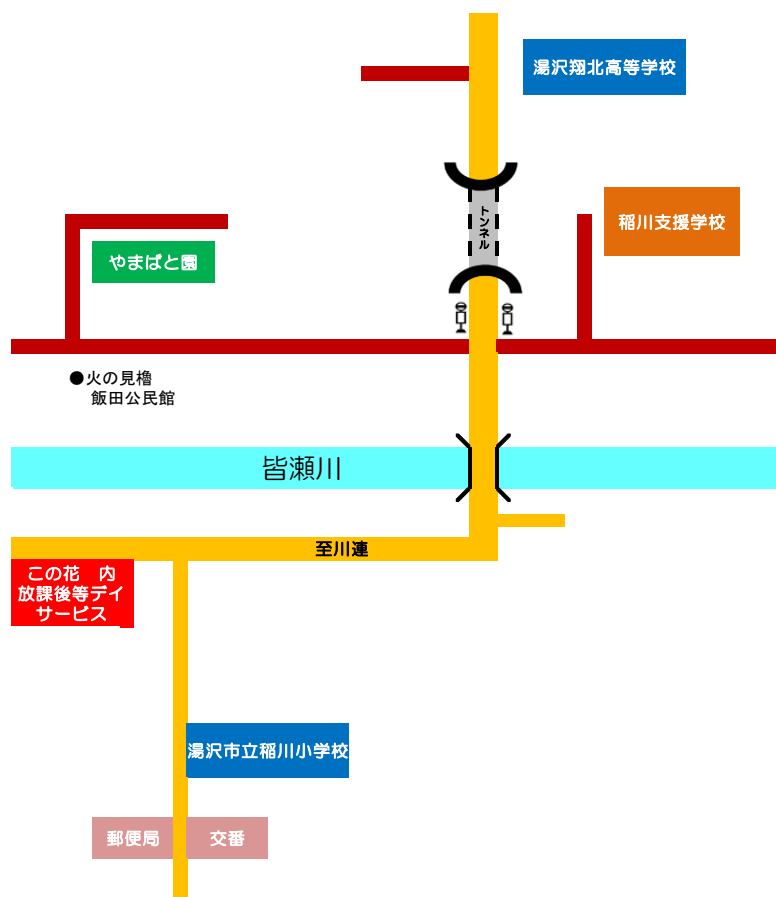 湯沢翔北高等学校
トンネル
稲川支援学校
やまばと園
●火の見櫓
飯田公民館
皆瀬川
至川連
この花　内
放課後等デイ
サービス
湯沢市立稲川小学校
郵便局
交番